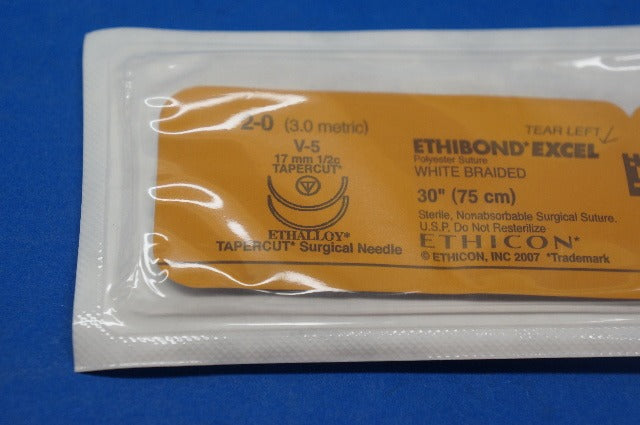 2-0 (3.0 metric)
V-5
17 mm 1/2c
TAPERCUT*
ETHALLOY*
TAPERCUT* Surgical Needle
TEAR LEFT
ETHIBOND* EXCEL
Polyester Suture
WHITE BRAIDED
30" (75 cm)
Sterile, Nonabsorbable Surgical Suture.
U.S.P. Do Not Resterilize
ETHICON*
© ETHICON, INC 2007 *Trademark